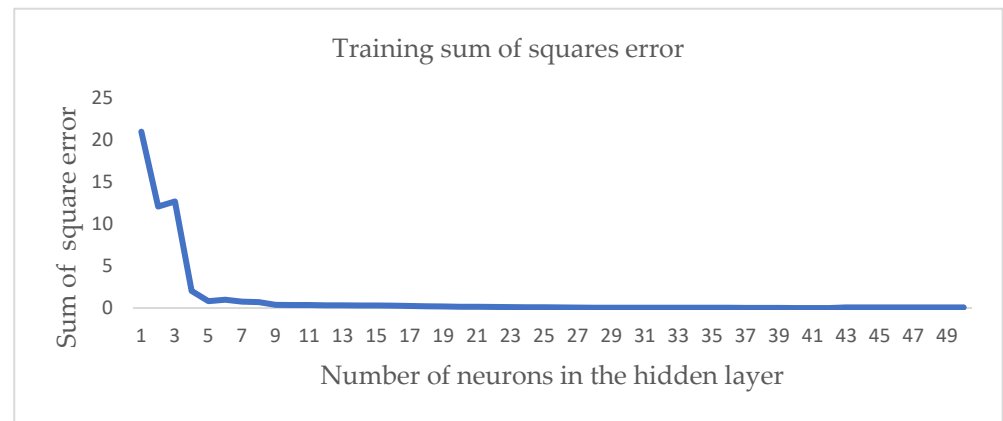 Training sum of squares error
Sum of square error
25
20
15
10
5
0
1 3 5 7 9 11 13 15 17 19 21 23 25 27 29 31 33 35 37 39 41 43 45 47 49
Number of neurons in the hidden layer